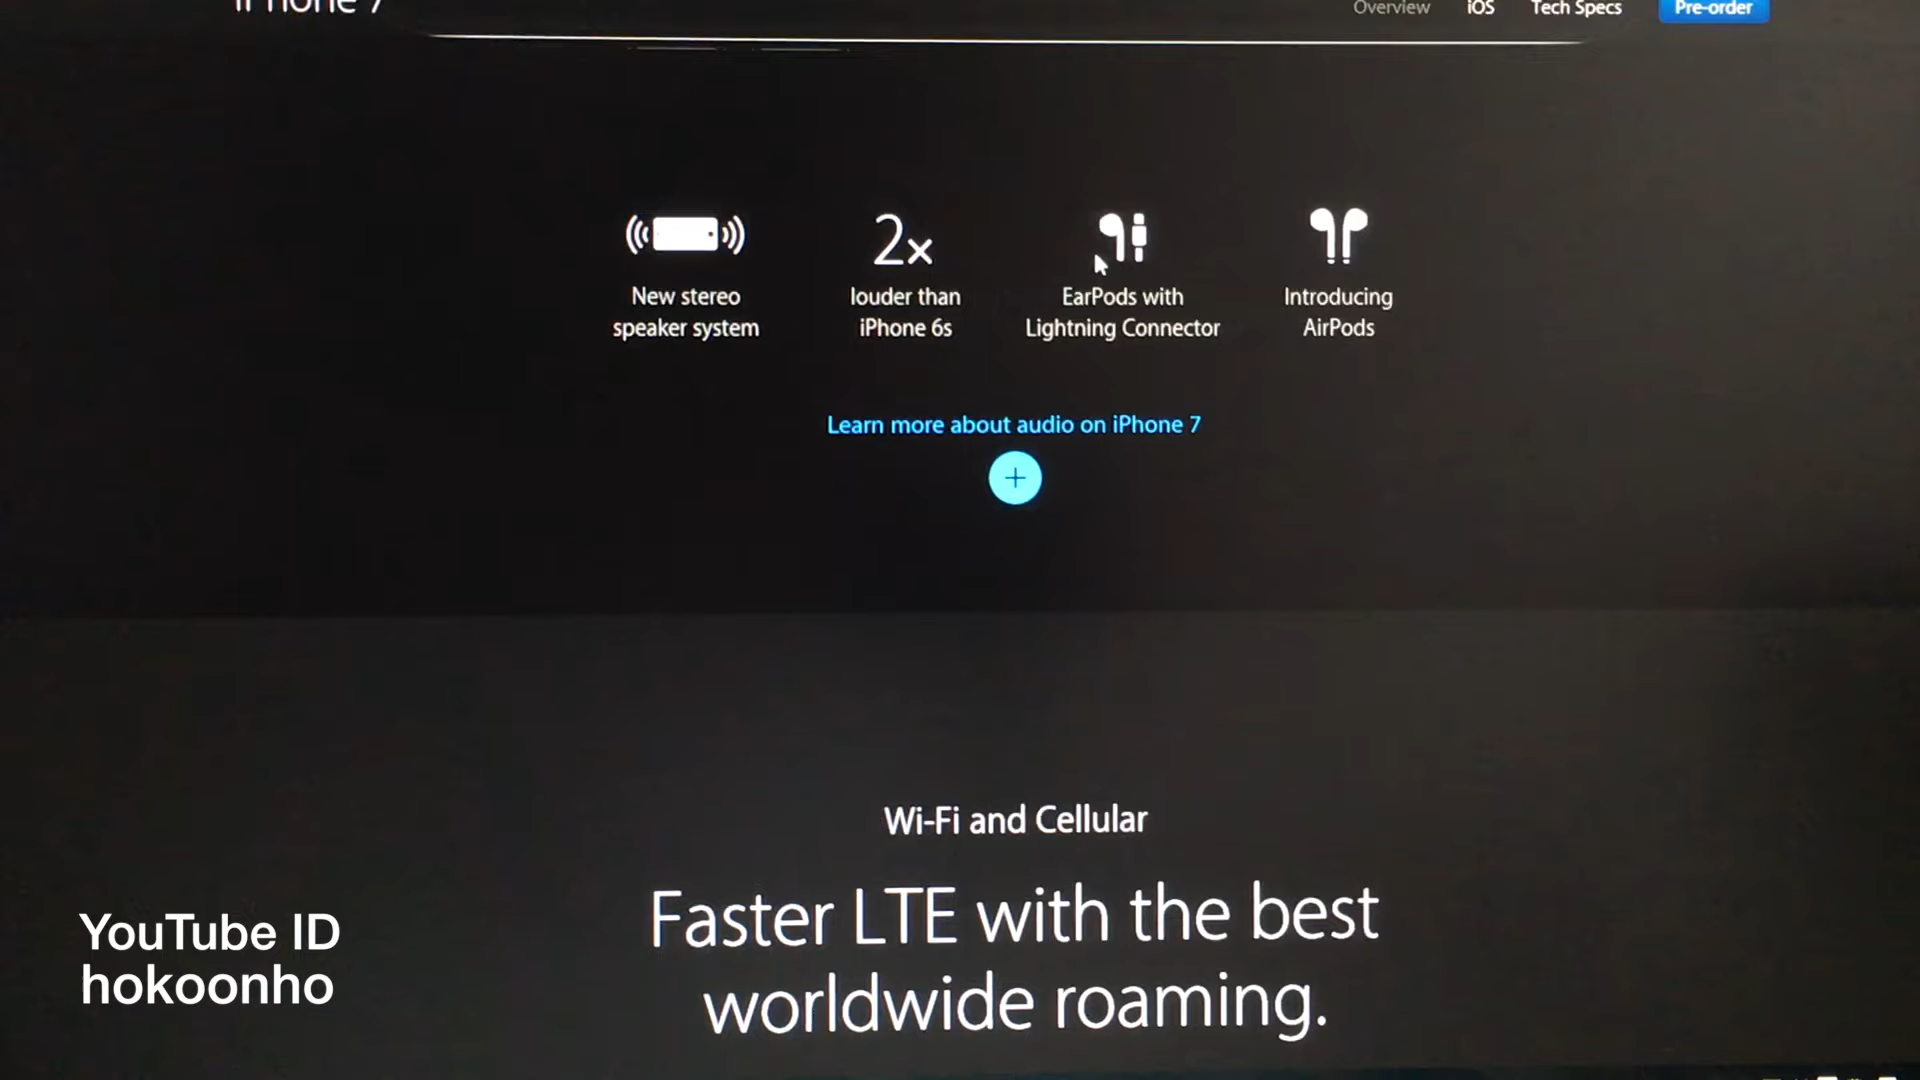 iPhone 7
Overview iOS Tech Specs Pre-order
2x
New stereo
speaker system
louder than
iPhone 6s
EarPods with
Lightning Connector
Introducing
AirPods
Learn more about audio on iPhone 7
+
Wi-Fi and Cellular
Faster LTE with the best
worldwide roaming.
YouTube ID
hokoonho